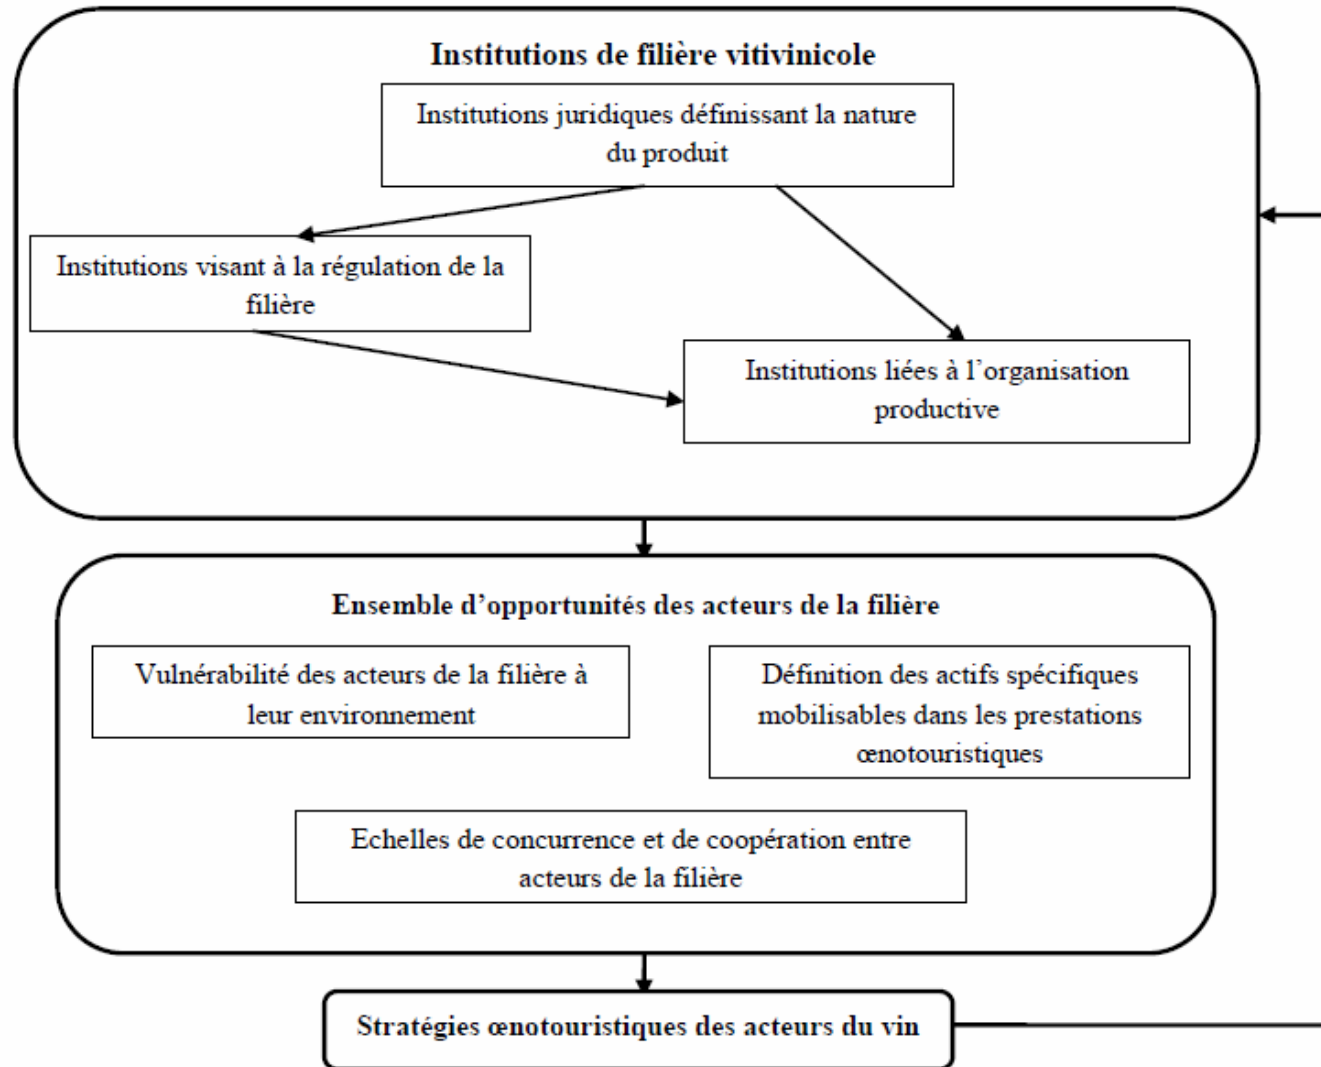 Institutions de filière vitivinicole
Institutions juridiques définissant la nature
du produit
Institutions visant à la régulation de la
filière
Institutions liées à l’organisation
productive
Ensemble d’opportunités des acteurs de la filière
Vulnérabilité des acteurs de la filière à
leur environnement
Définition des actifs spécifiques
mobilisables dans les prestations
œnotouristiques
Echelles de concurrence et de coopération entre
acteurs de la filière
Stratégies œnotouristiques des acteurs du vin